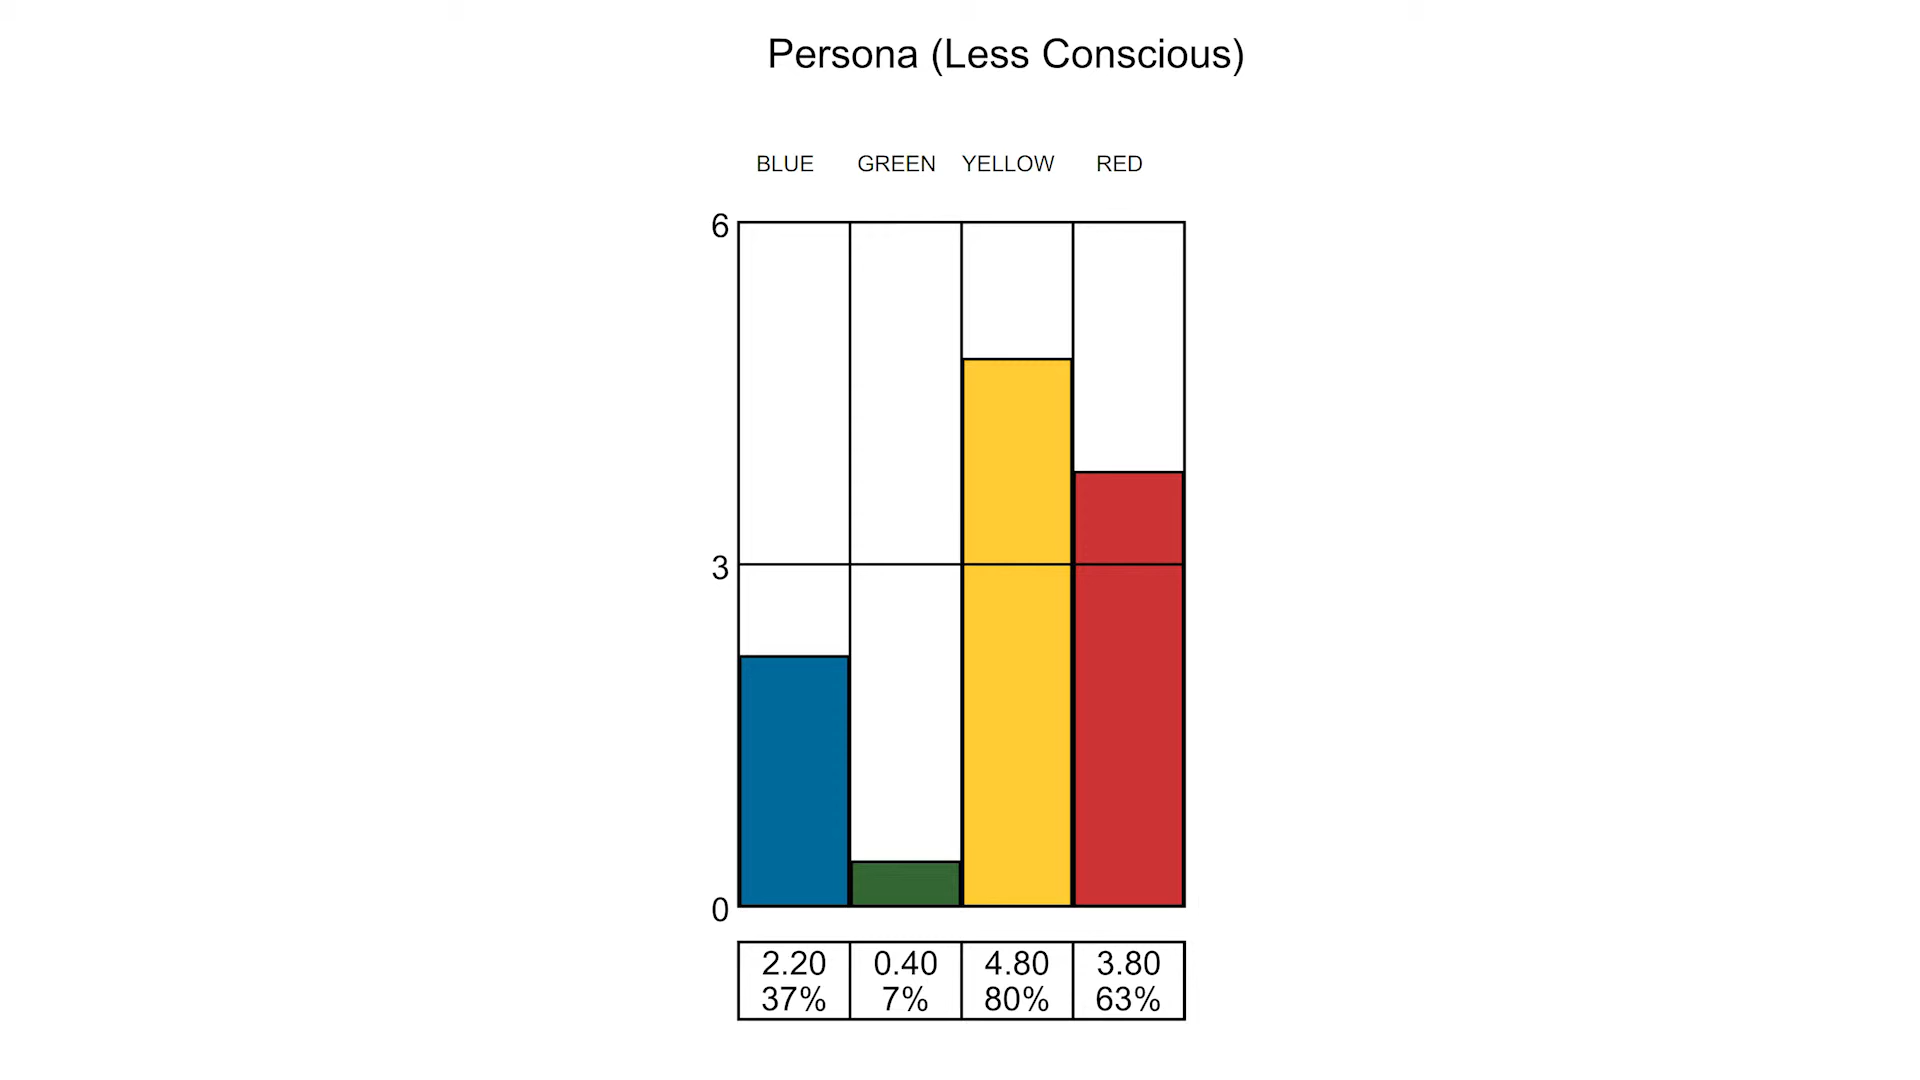 Persona (Less Conscious)
BLUE GREEN YELLOW RED
6
3
0
2.20 0.40 4.80 3.80
37% 7% 80% 63%